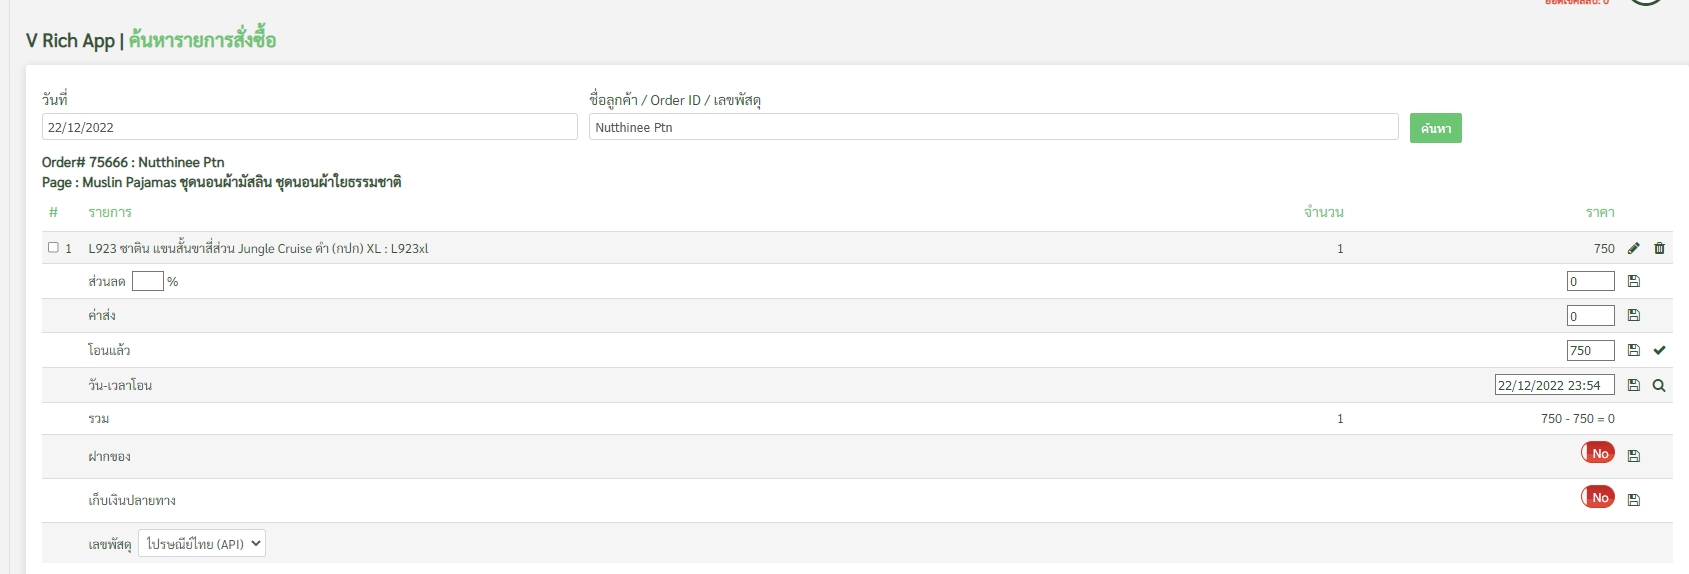 ยอดเช็คสลิป: 0
V Rich App | ค้นหารายการสั่งซื้อ
วันที่
ชื่อลูกค้า / Order ID / เลขพัสดุ
22/12/2022
Nutthinee Ptn
ค้นหา
Order# 75666 : Nutthinee Ptn
Page : Muslin Pajamas ชุดนอนผ้ามัสลิน ชุดนอนผ้าใยธรรมชาติ
# รายการ จำนวน ราคา
1 L923 ซาติน แขนสั้นขาสี่ส่วน Jungle Cruise ดำ (กปก) XL : L923xl 1 750
ส่วนลด % 0
ค่าส่ง 0
โอนแล้ว 750
วัน-เวลาโอน 22/12/2022 23:54
รวม 1 750 - 750 = 0
ฝากของ No
เก็บเงินปลายทาง No
เลขพัสดุ ไปรษณีย์ไทย (API)